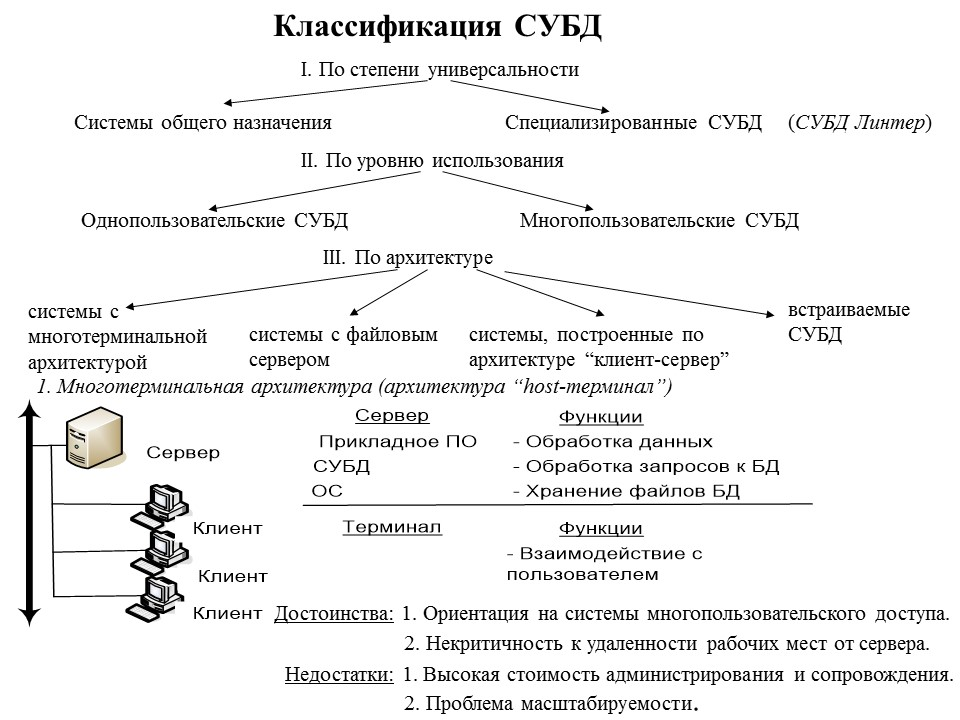 Классификация СУБД
I. По степени универсальности
Системы общего назначения
Специализированные СУБД (СУБД Линтер)
II. По уровню использования
Однопользовательские СУБД
Многопользовательские СУБД
III. По архитектуре
системы с
многотерминальной
архитектурой
системы с файловым
сервером
системы, построенные по
архитектуре “клиент-сервер”
встраиваемые
СУБД
1. Многотерминальная архитектура (архитектура “host-терминал”)
Сервер
Клиент
Клиент
Клиент
Сервер Функции
Прикладное ПО - Обработка данных
СУБД - Обработка запросов к БД
ОС - Хранение файлов БД
Терминал Функции
- Взаимодействие с
пользователем
Достоинства: 1. Ориентация на системы многопользовательского доступа.
2. Некритичность к удаленности рабочих мест от сервера.
Недостатки: 1. Высокая стоимость администрирования и сопровождения.
2. Проблема масштабируемости.